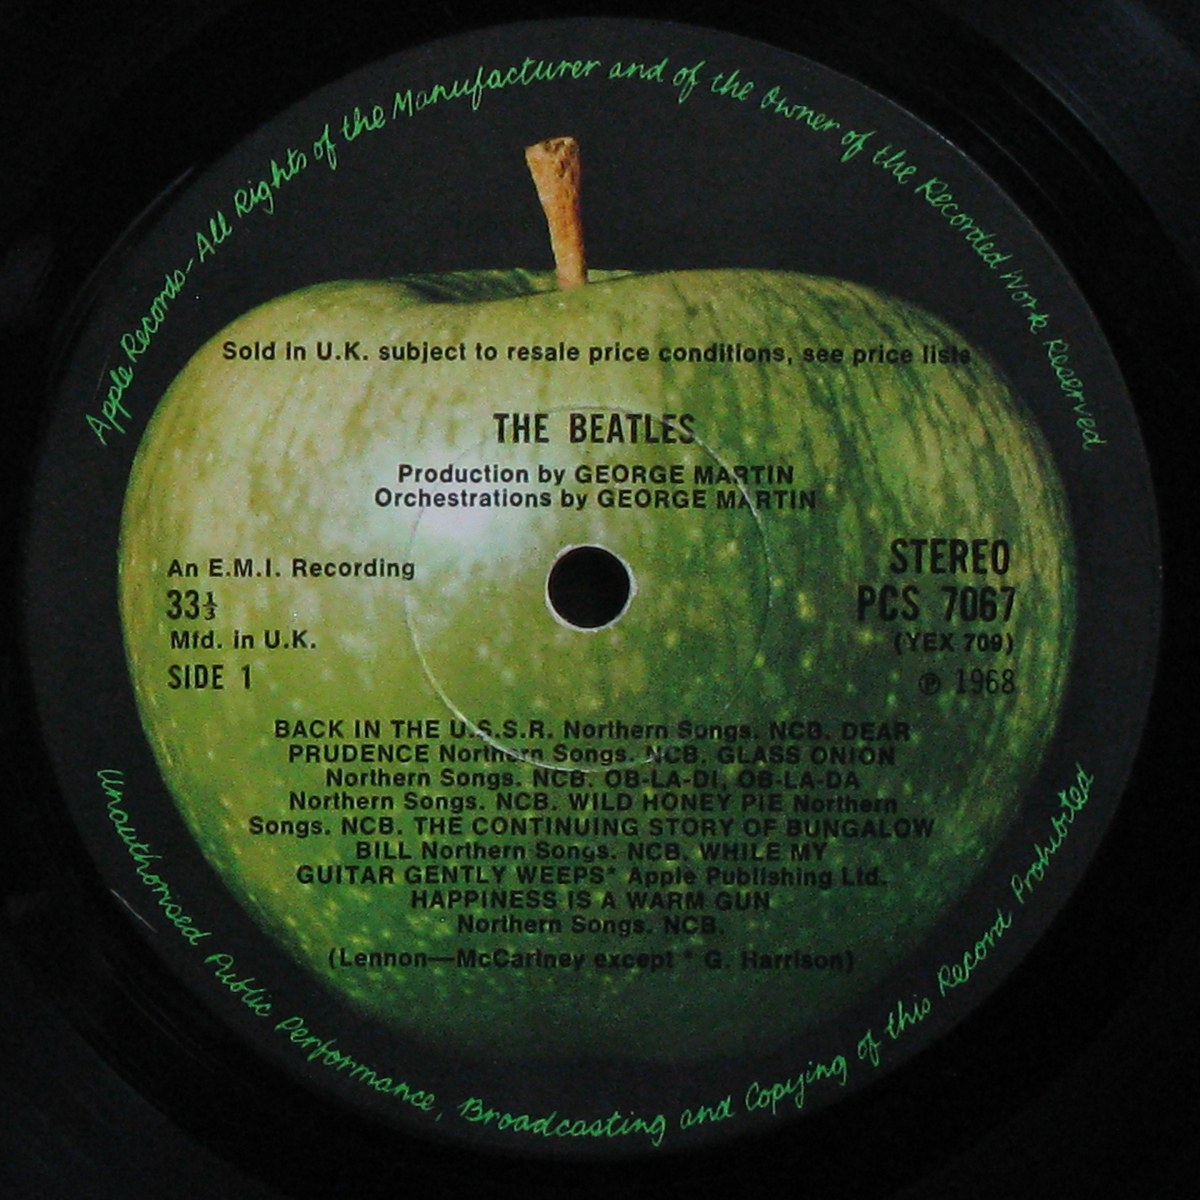 Apple Records - All Rights of the Manufacturer and of the Owner of the Recorded Work Reserved
Sold in U.K. subject to resale price conditions, see price lists
THE BEATLES
Production by GEORGE MARTIN
Orchestrations by GEORGE MARTIN
An E.M.I. Recording
33⅓
Mfd. in U.K.
SIDE 1
STEREO
PCS 7067
(YEX 709)
℗ 1968
BACK IN THE U.S.S.R. Northern Songs. NCB. DEAR
PRUDENCE Northern Songs. NCB. GLASS ONION
Northern Songs. NCB. OB-LA-DI, OB-LA-DA
Northern Songs. NCB. WILD HONEY PIE Northern
Songs. NCB. THE CONTINUING STORY OF BUNGALOW
BILL Northern Songs. NCB. WHILE MY
GUITAR GENTLY WEEPS* Apple Publishing Ltd.
HAPPINESS IS A WARM GUN
Northern Songs. NCB.
(Lennon—McCartney except * G. Harrison)
Unauthorised Public Performance, Broadcasting and Copying of this Record Prohibited